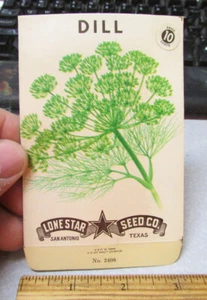 DILL
10
LONE STAR SEED CO.
SAN ANTONIO TEXAS
No. 2408